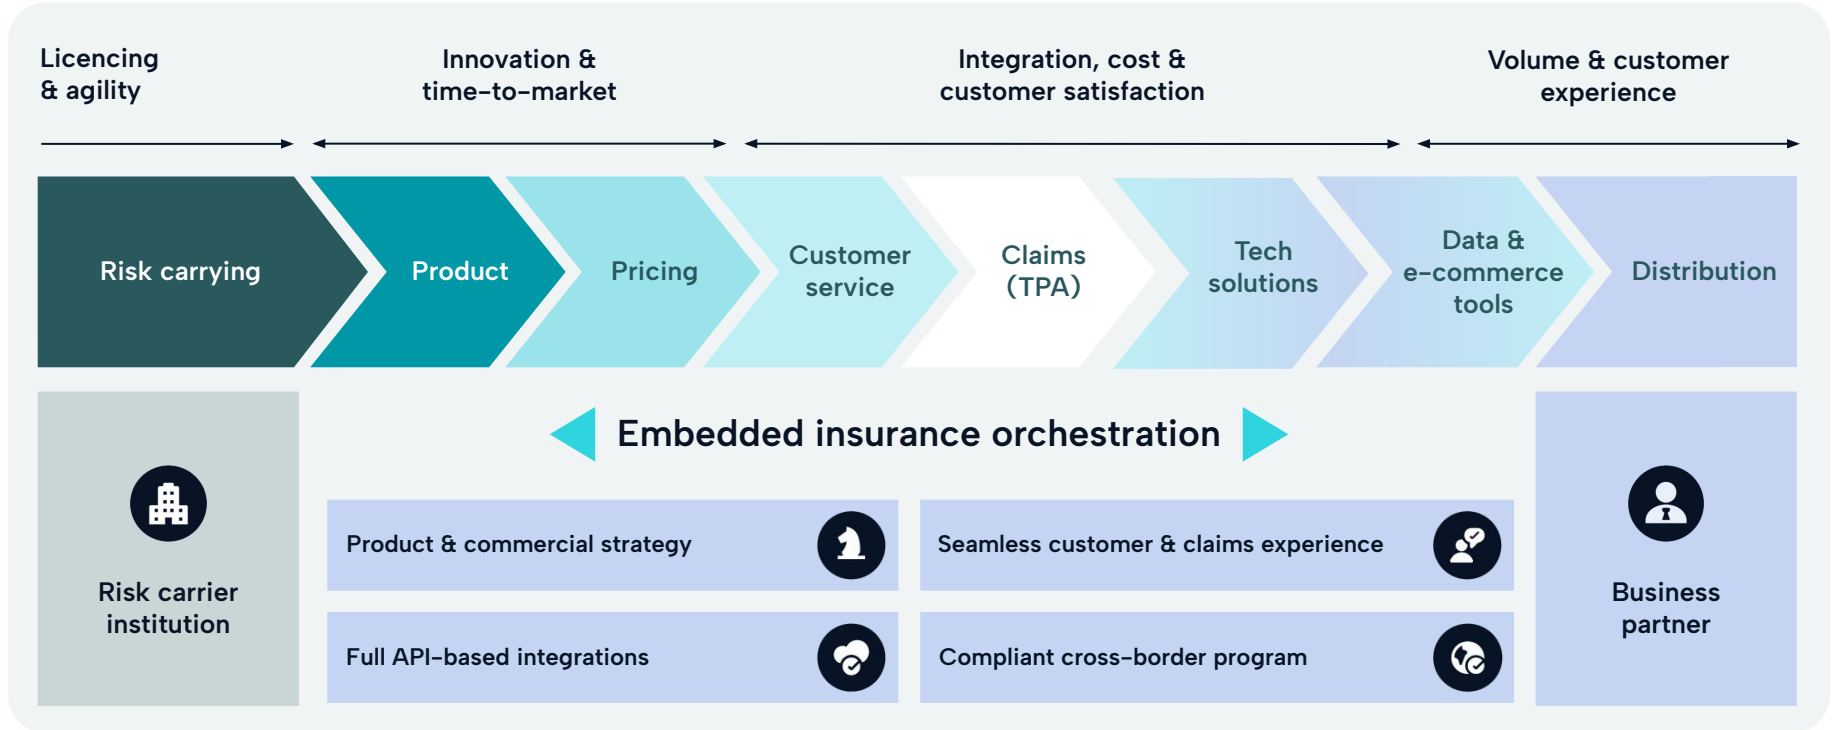 Licencing
& agility
Innovation &
time-to-market
Integration, cost &
customer satisfaction
Volume & customer
experience
Risk carrying
Product
Pricing
Customer
service
Claims
(TPA)
Tech
solutions
Data &
e-commerce
tools
Distribution
Embedded insurance orchestration
Risk carrier
institution
Product & commercial strategy
Seamless customer & claims experience
Full API-based integrations
Compliant cross-border program
Business
partner